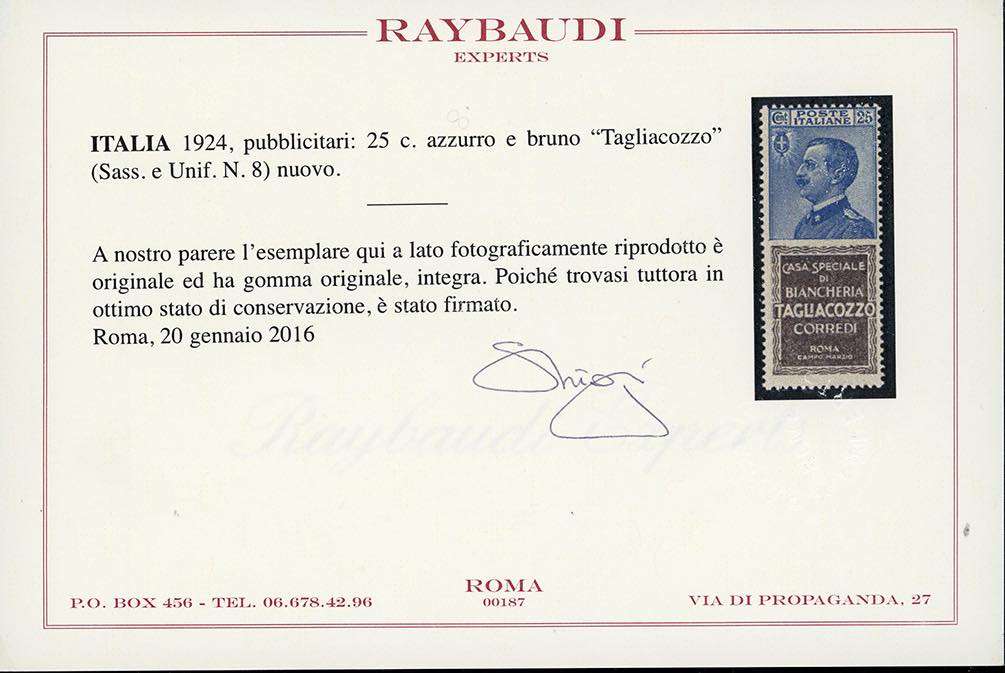 RAYBAUDI
EXPERTS
ITALIA 1924, pubblicitari: 25 c. azzurro e bruno “Tagliacozzo”
(Sass. e Unif. N. 8) nuovo.
A nostro parere l’esemplare qui a lato fotograficamente riprodotto è
originale ed ha gomma originale, integra. Poiché trovasi tuttora in
ottimo stato di conservazione, è stato firmato.
Roma, 20 gennaio 2016
Raybaudi Experts
Ct. POSTE ITALIANE 25
CASA SPECIALE
DI
BIANCHERIA
TAGLIACOZZO
CORREDI
ROMA
CAMPO MARZIO
P.O. BOX 456 - TEL. 06.678.42.96
ROMA
00187
VIA DI PROPAGANDA, 27